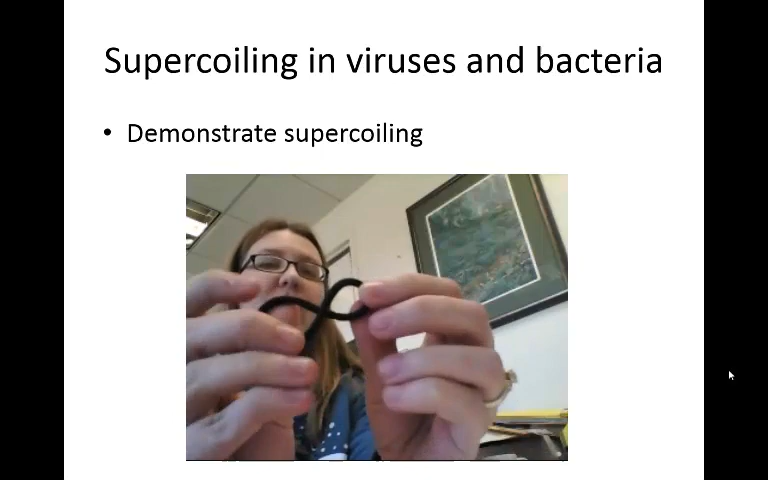 Supercoiling in viruses and bacteria
• Demonstrate supercoiling